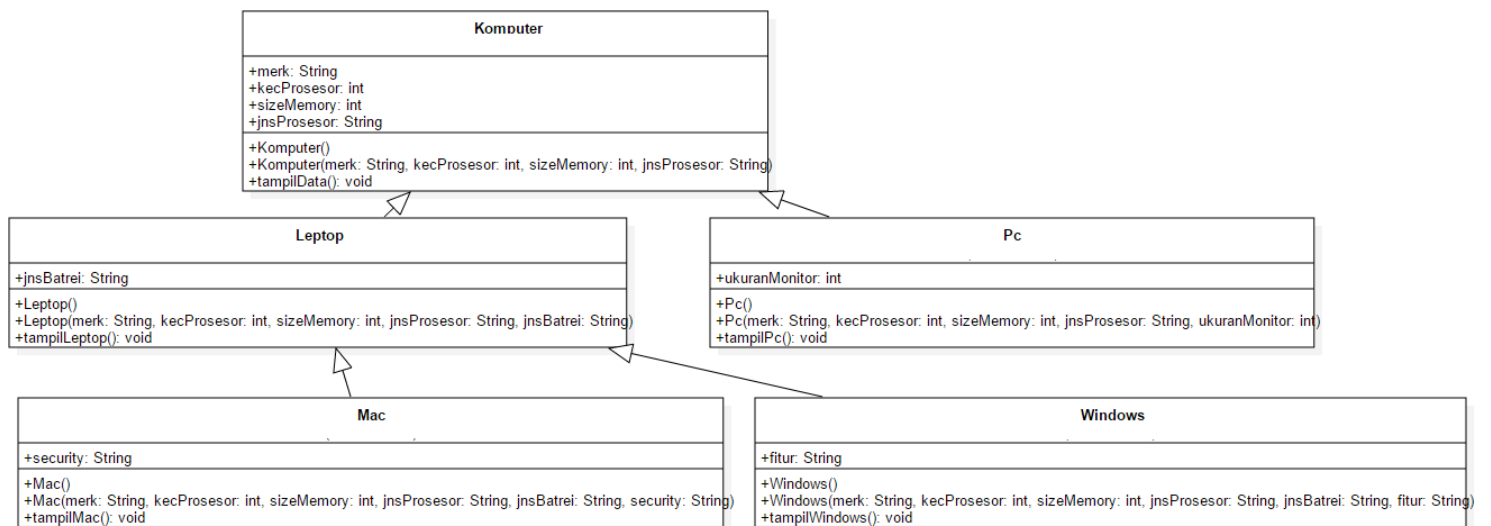 Komputer
+merk: String
+kecProsesor: int
+sizeMemory: int
+jnsProsesor: String
+Komputer()
+Komputer(merk: String, kecProsesor: int, sizeMemory: int, jnsProsesor: String)
+tampilData(): void
Leptop
+jnsBatrei: String
+Leptop()
+Leptop(merk: String, kecProsesor: int, sizeMemory: int, jnsProsesor: String, jnsBatrei: String)
+tampilLeptop(): void
Pc
+ukuranMonitor: int
+Pc()
+Pc(merk: String, kecProsesor: int, sizeMemory: int, jnsProsesor: String, ukuranMonitor: int)
+tampilPc(): void
Mac
+security: String
+Mac()
+Mac(merk: String, kecProsesor: int, sizeMemory: int, jnsProsesor: String, jnsBatrei: String, security: String)
+tampilMac(): void
Windows
+fitur: String
+Windows()
+Windows(merk: String, kecProsesor: int, sizeMemory: int, jnsProsesor: String, jnsBatrei: String, fitur: String)
+tampilWindows(): void